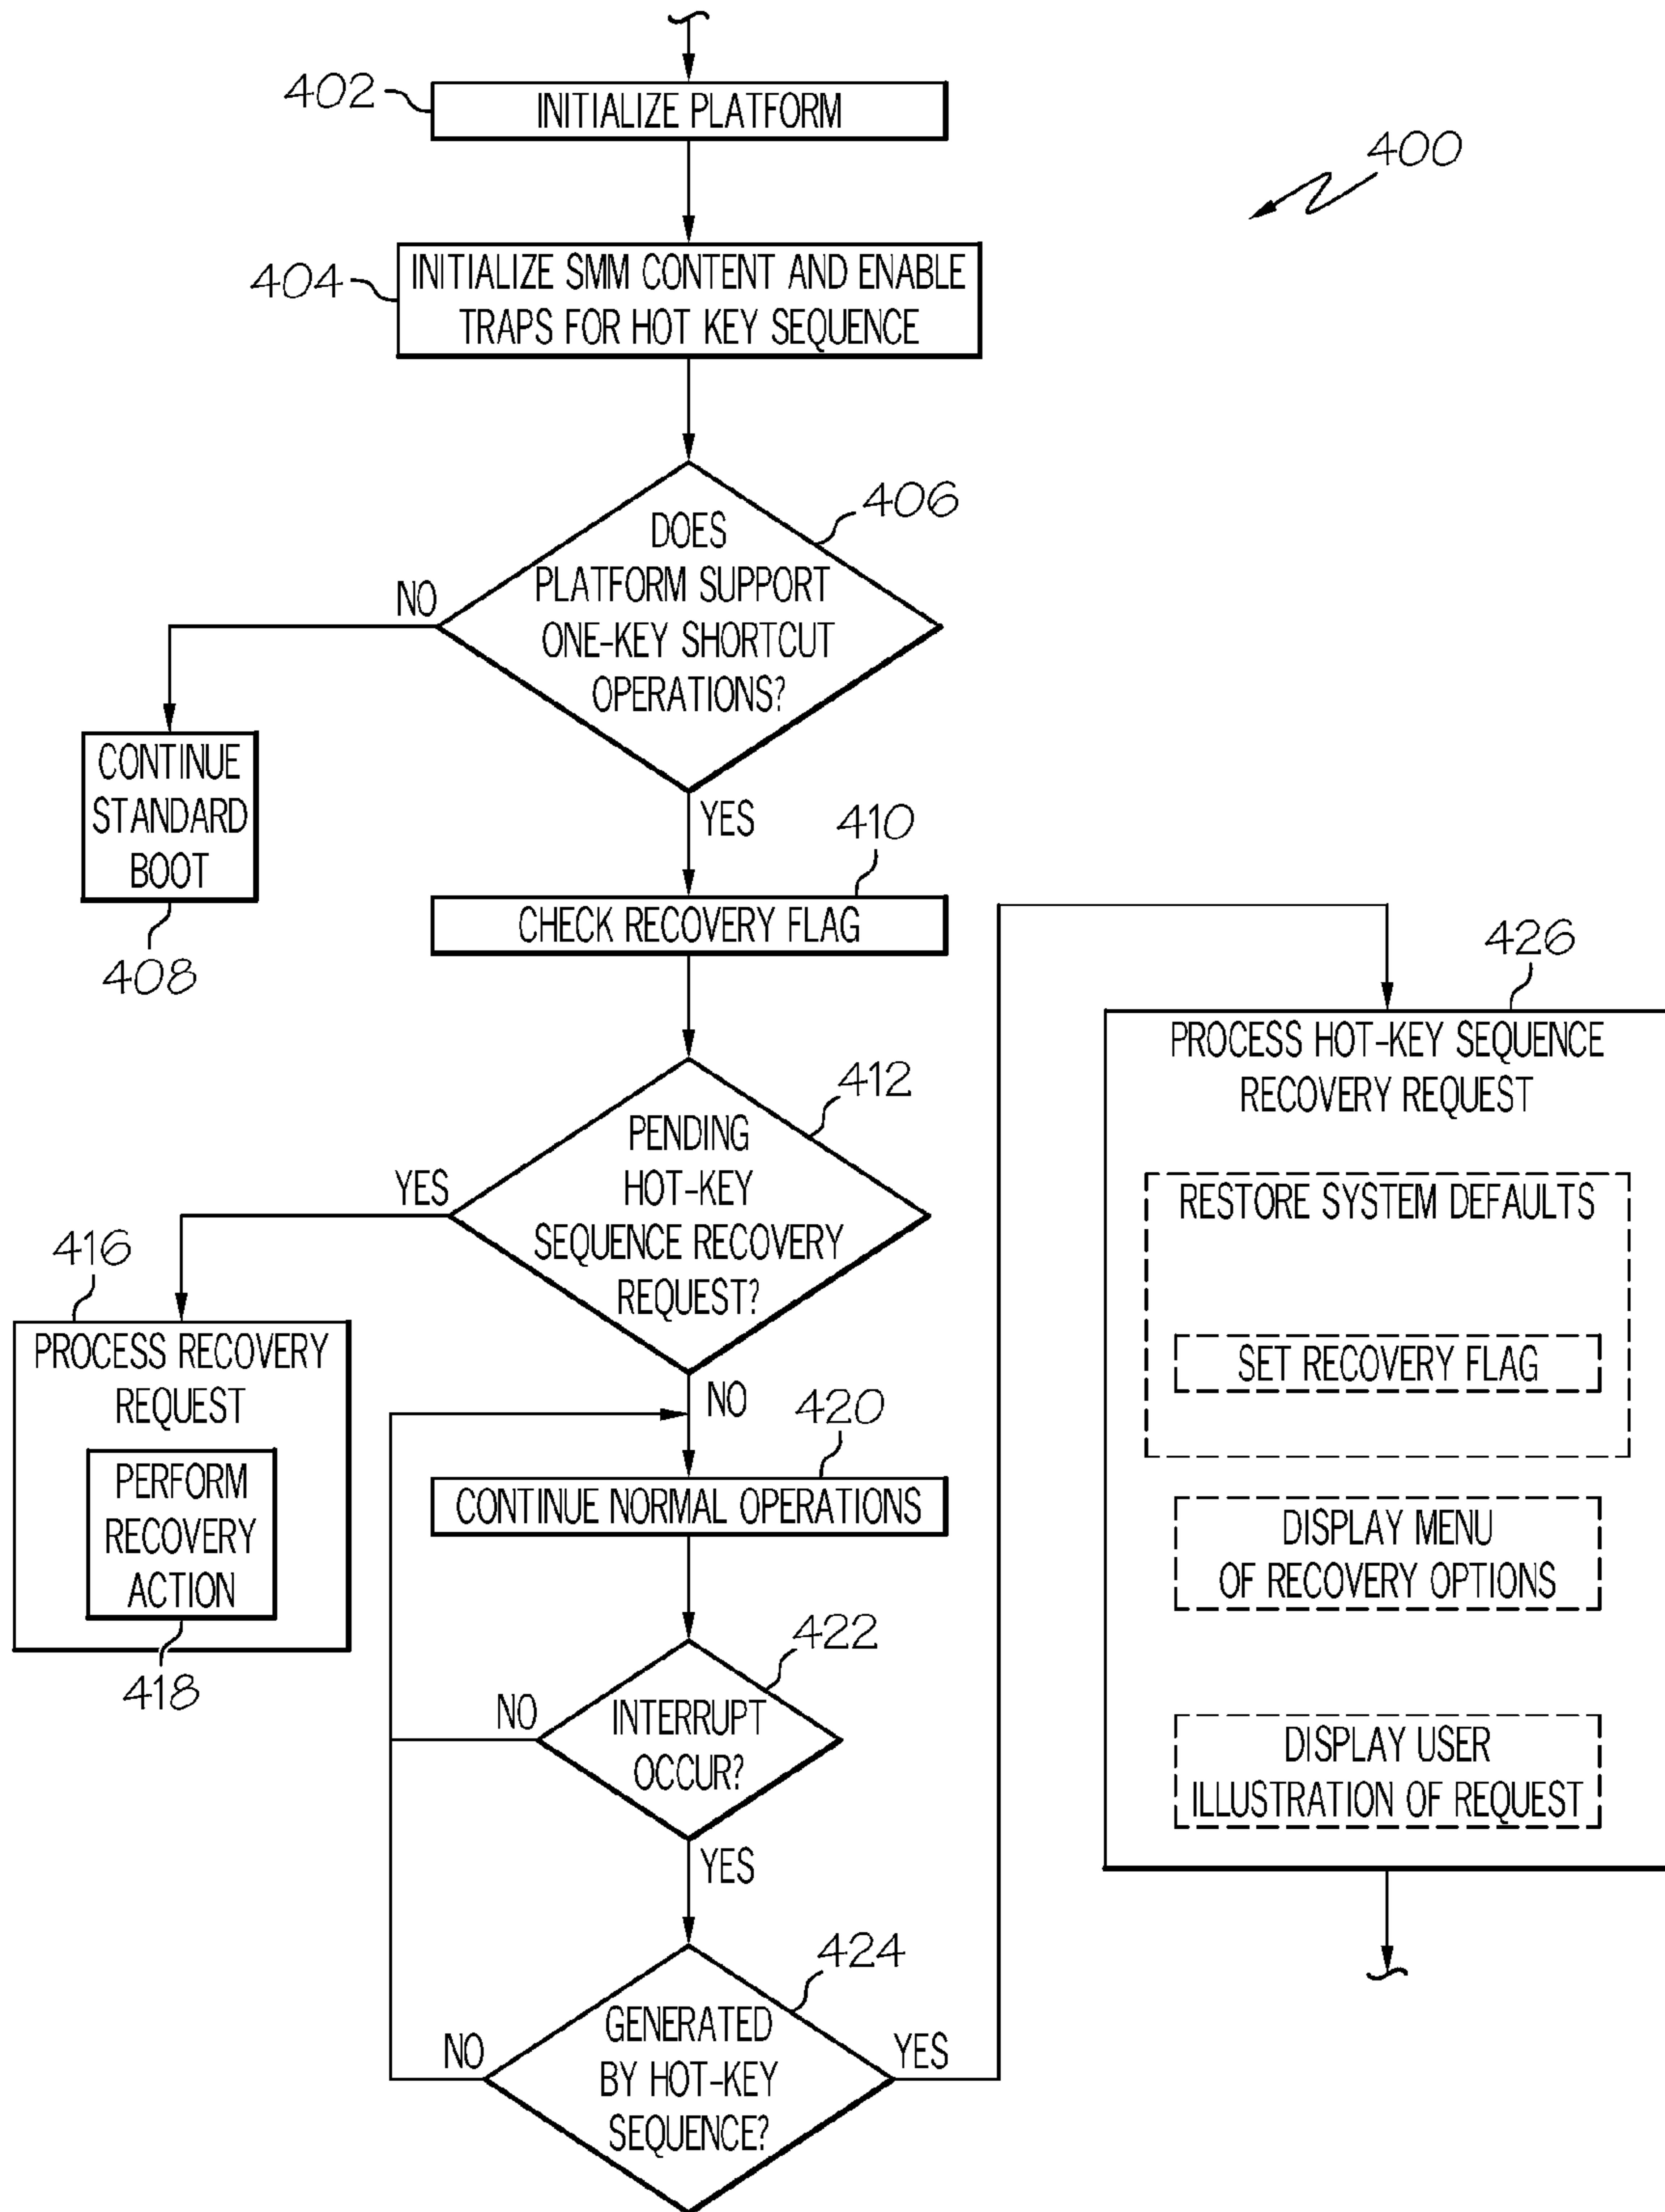 402
INITIALIZE PLATFORM
400
404
INITIALIZE SMM CONTENT AND ENABLE
TRAPS FOR HOT KEY SEQUENCE
406
DOES
PLATFORM SUPPORT
ONE-KEY SHORTCUT
OPERATIONS?
NO
YES
CONTINUE
STANDARD
BOOT
408
410
CHECK RECOVERY FLAG
412
PENDING
HOT-KEY
SEQUENCE RECOVERY
REQUEST?
YES
NO
416
PROCESS RECOVERY
REQUEST
PERFORM
RECOVERY
ACTION
418
420
CONTINUE NORMAL OPERATIONS
422
INTERRUPT
OCCUR?
NO
YES
424
GENERATED
BY HOT-KEY
SEQUENCE?
NO
YES
426
PROCESS HOT-KEY SEQUENCE
RECOVERY REQUEST
RESTORE SYSTEM DEFAULTS
SET RECOVERY FLAG
DISPLAY MENU
OF RECOVERY OPTIONS
DISPLAY USER
ILLUSTRATION OF REQUEST